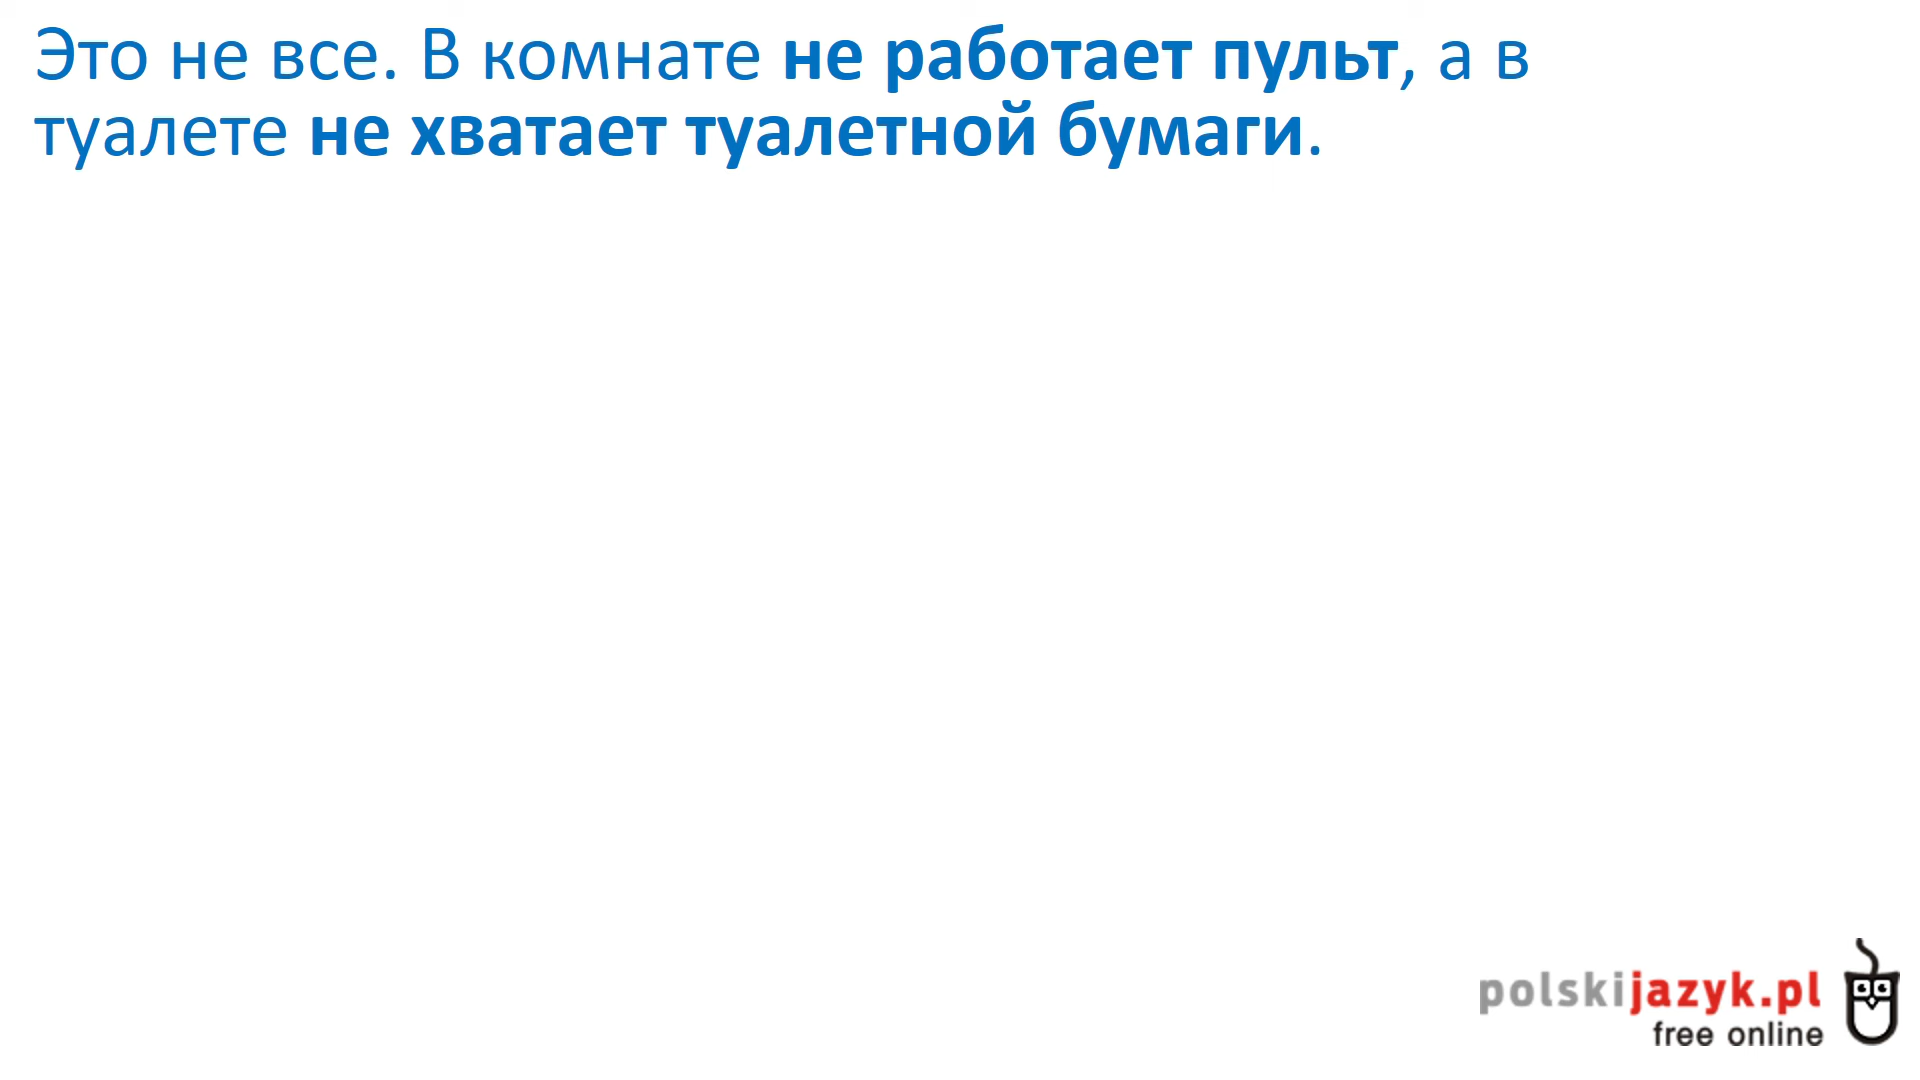 Это не все. В комнате не работает пульт, а в
туалете не хватает туалетной бумаги.
polskijazyk.pl
free online